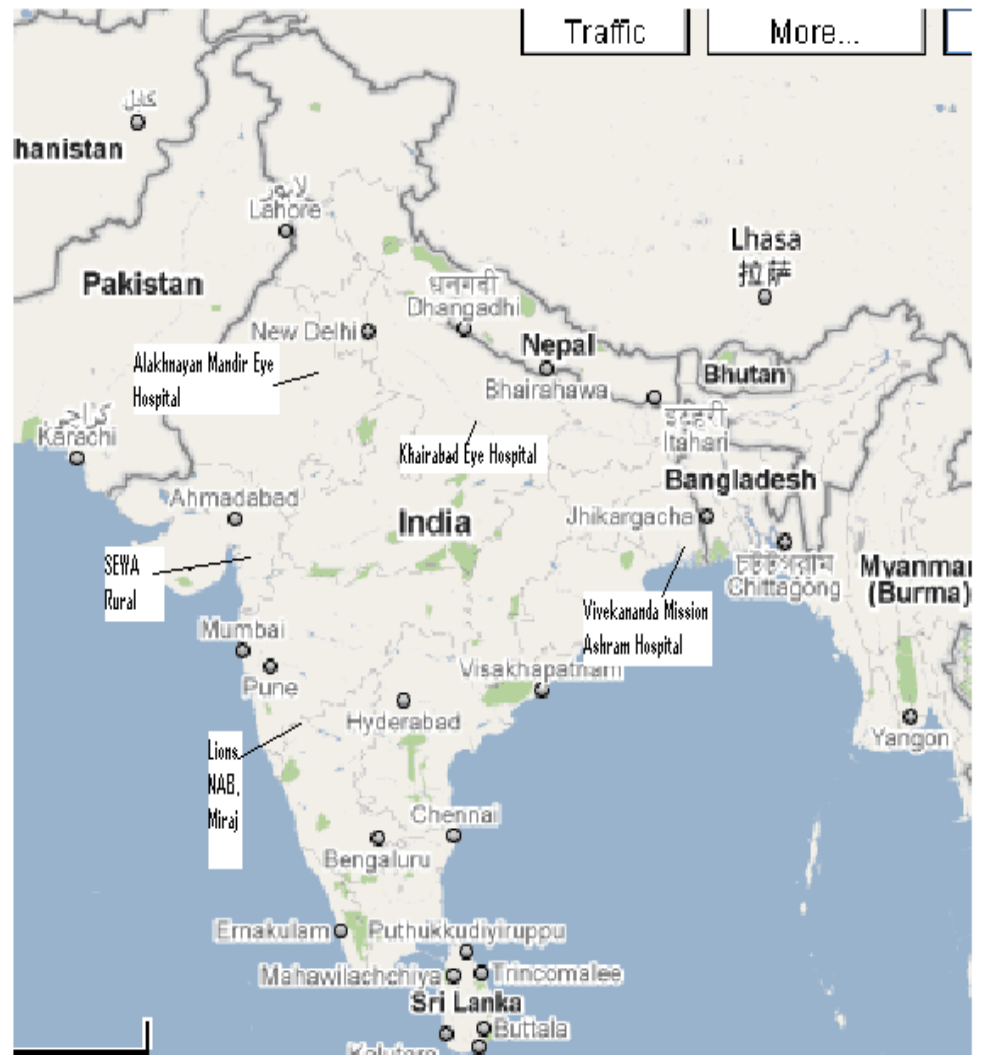 Traffic
More...
کابل
hanistan
لاہور
Lahore
Lhasa
拉萨
Pakistan
धनगढी
Dhangadhi
New Delhi
Nepal
Alakhnayan Mandir Eye
Hospital
Bhutan
Bhairahawa
کراچی
Karachi
Itahari
Khairabad Eye Hospital
Bangladesh
Ahmadabad
India
Jhikargacha
SEWA
Rural
Chittagong
Myanmar
(Burma)
Vivekananda Mission
Ashram Hospital
Mumbai
Visakhapatnam
Pune
Hyderabad
Yangon
Lions,
NAB,
Miraj
Chennai
Bengaluru
Ernakulam
Puthukkudiyiruppu
Mahawilachchiya
Trincomalee
Sri Lanka
Buttala